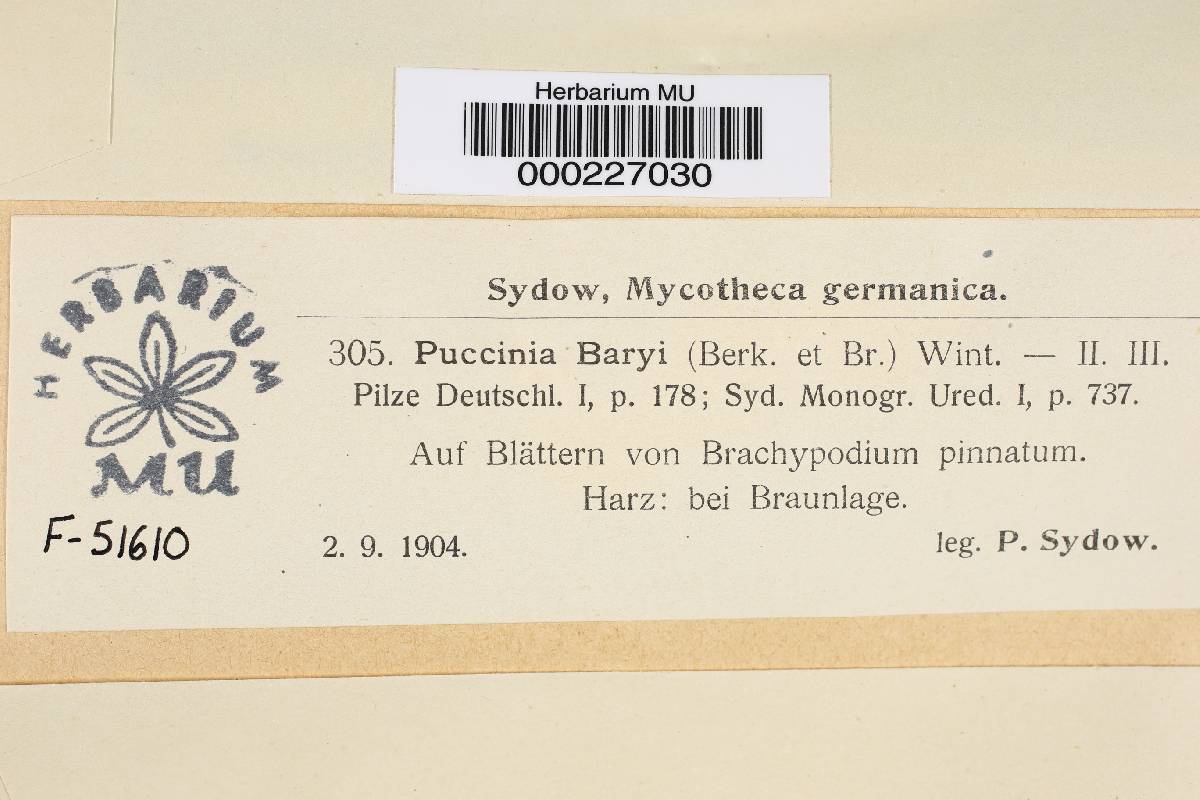 Herbarium MU
000227030
Sydow, Mycotheca germanica.
HERBARIUM
MU
F-51610
305. Puccinia Baryi (Berk. et Br.) Wint. — II. III.
Pilze Deutschl. I, p. 178; Syd. Monogr. Ured. I, p. 737.
Auf Blättern von Brachypodium pinnatum.
Harz: bei Braunlage.
2. 9. 1904.
leg. P. Sydow.